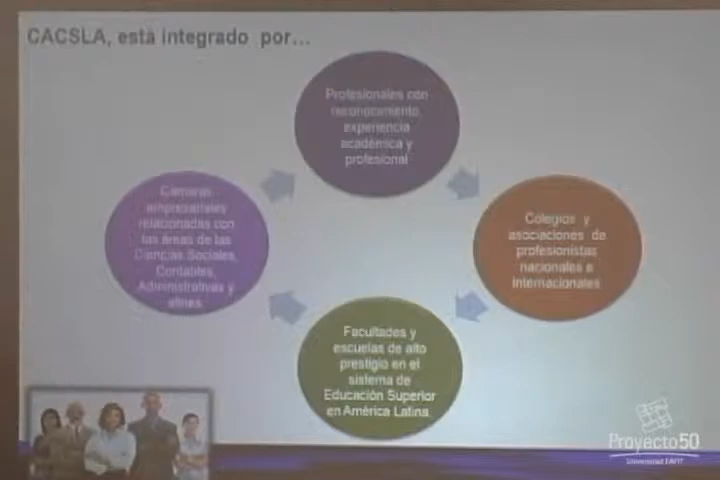 CACSLA, está integrado por...
Profesionales con
reconocimiento,
experiencia
académica y
profesional
Cámaras
empresariales
relacionadas con
las áreas de las
Ciencias Sociales,
Contables,
Administrativas y
afines
Colegios y
asociaciones de
profesionistas
nacionales e
internacionales
Facultades y
escuelas de alto
prestigio en el
sistema de
Educación Superior
en América Latina
Proyecto50
Universidad EAFIT